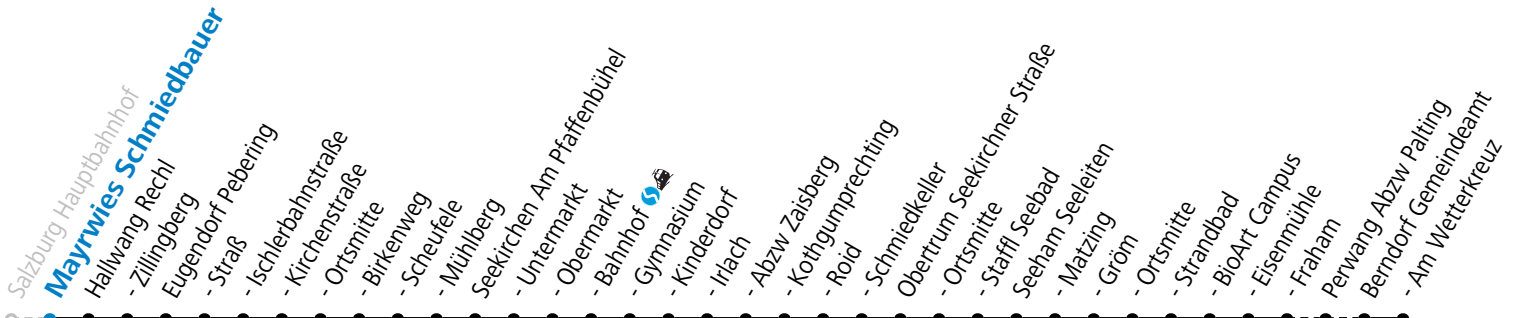 Salzburg Hauptbahnhof
Mayrwies Schmiedbauer
Hallwang Rechl
- Zillingberg
Eugendorf Pebering
- Straß
- Ischlerbahnstraße
- Kirchenstraße
- Ortsmitte
- Birkenweg
- Scheufele
- Mühlberg
Seekirchen Am Pfaffenbühel
- Untermarkt
- Obermarkt
- Bahnhof
- Gymnasium
- Kinderdorf
- Irlach
- Abzw Zaisberg
- Kothgumprechting
- Roid
- Schmiedkeller
Obertrum Seekirchner Straße
- Ortsmitte
- Staffl Seebad
Seeham Seeleiten
- Matzing
- Gröm
- Ortsmitte
- Strandbad
- BioArt Campus
- Eisenmühle
- Fraham
Perwang Abzw Palting
Berndorf Gemeindeamt
- Am Wetterkreuz